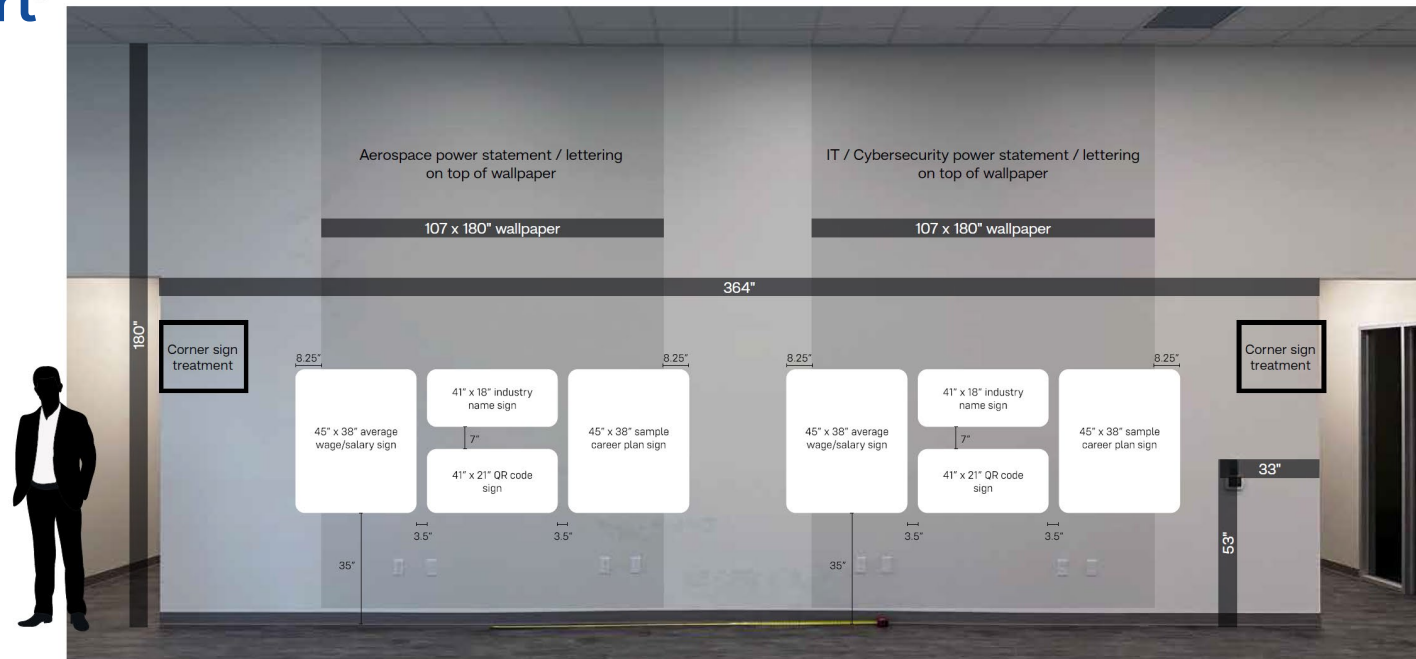 Aerospace power statement / lettering
on top of wallpaper
IT / Cybersecurity power statement / lettering
on top of wallpaper
107 x 180" wallpaper
107 x 180" wallpaper
364"
180"
Corner sign
treatment
Corner sign
treatment
8.25"
8.25"
8.25"
8.25"
45" x 38" average
wage/salary sign
41" x 18" industry
name sign
7"
41" x 21" QR code
sign
45" x 38" sample
career plan sign
45" x 38" average
wage/salary sign
41" x 18" industry
name sign
7"
41" x 21" QR code
sign
45" x 38" sample
career plan sign
33"
53"
3.5"
3.5"
3.5"
3.5"
35"
35"